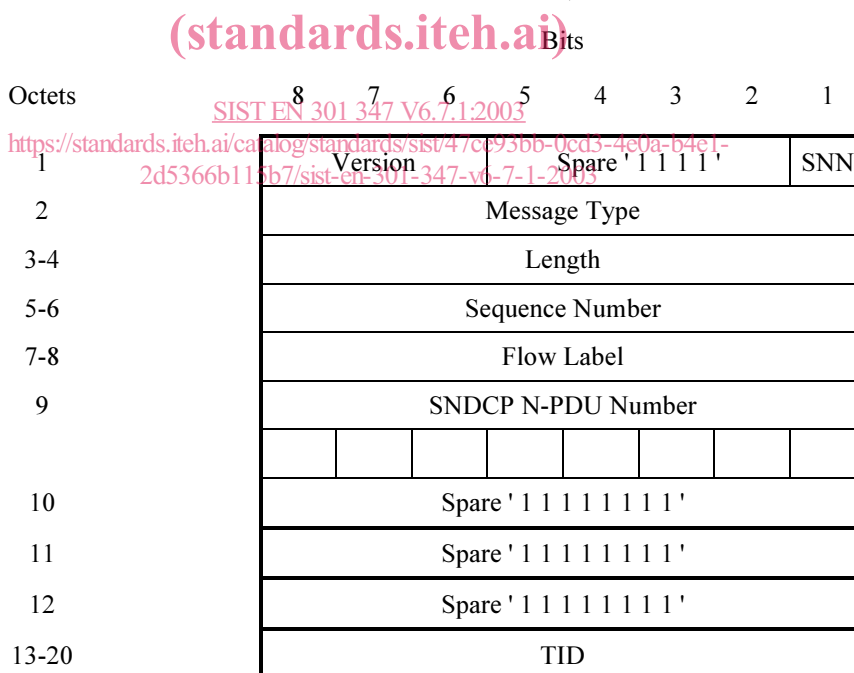 (standards.iteh.ai)
Bits
Octets 8 7 6 5 4 3 2 1
SIST EN 301 347 V6.7.1:2003
https://standards.iteh.ai/catalog/standards/sist/47ce93bb-0cd3-4e0a-b4e1-
1 Version Spare ' 1 1 1 1 ' SNN
2d5366b115b7/sist-en-301-347-v6-7-1-2003
2 Message Type
3-4 Length
5-6 Sequence Number
7-8 Flow Label
9 SNDCP N-PDU Number
10 Spare ' 1 1 1 1 1 1 1 1 '
11 Spare ' 1 1 1 1 1 1 1 1 '
12 Spare ' 1 1 1 1 1 1 1 1 '
13-20 TID